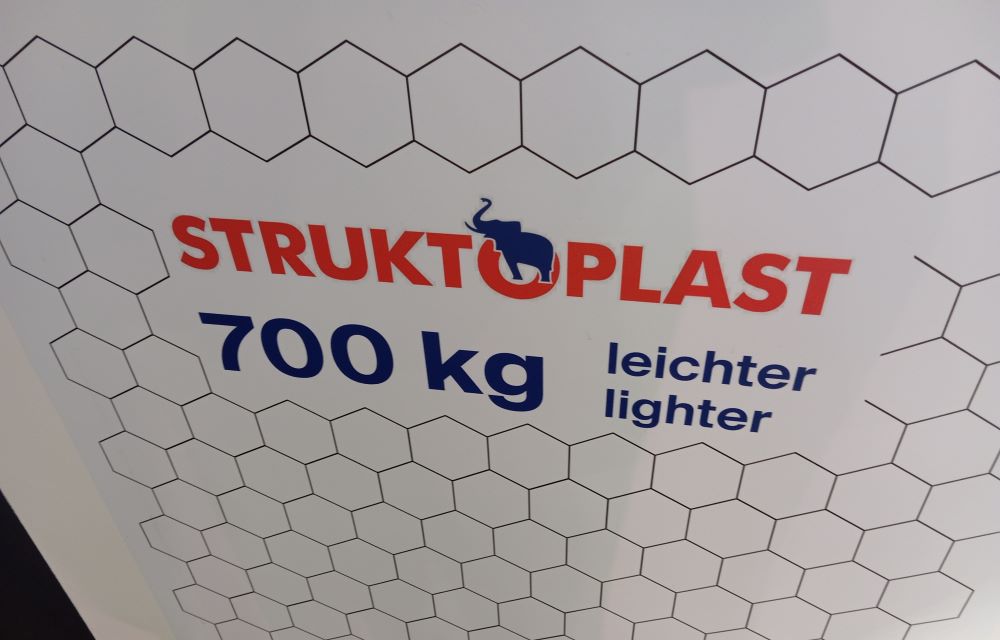 STRUKTOPLAST
700 kg leichter
lighter